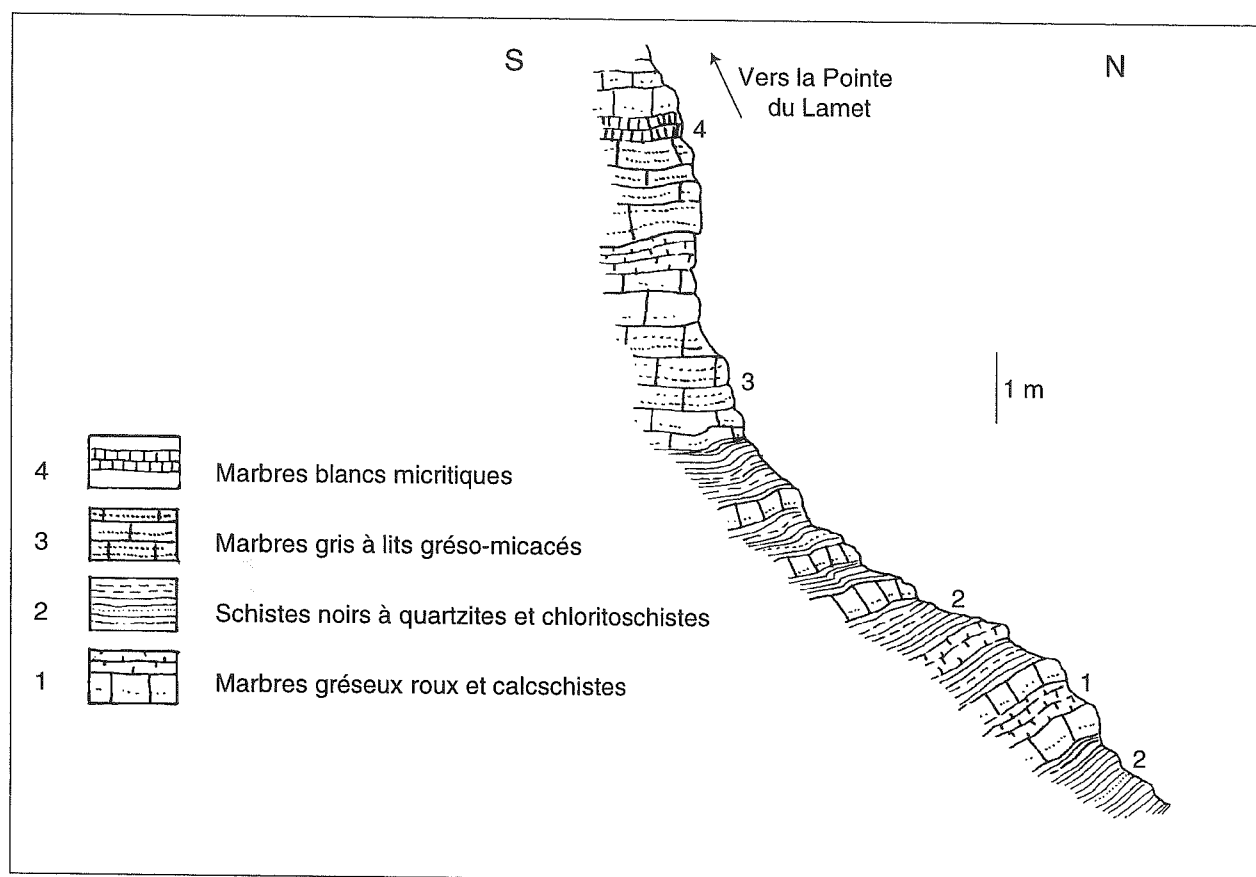 S
Vers la Pointe
du Lamet
N
4
3
1 m
2
1
2
4 Marbres blancs micritiques
3 Marbres gris à lits gréso-micacés
2 Schistes noirs à quartzites et chloritoschistes
1 Marbres gréseux roux et calcschistes